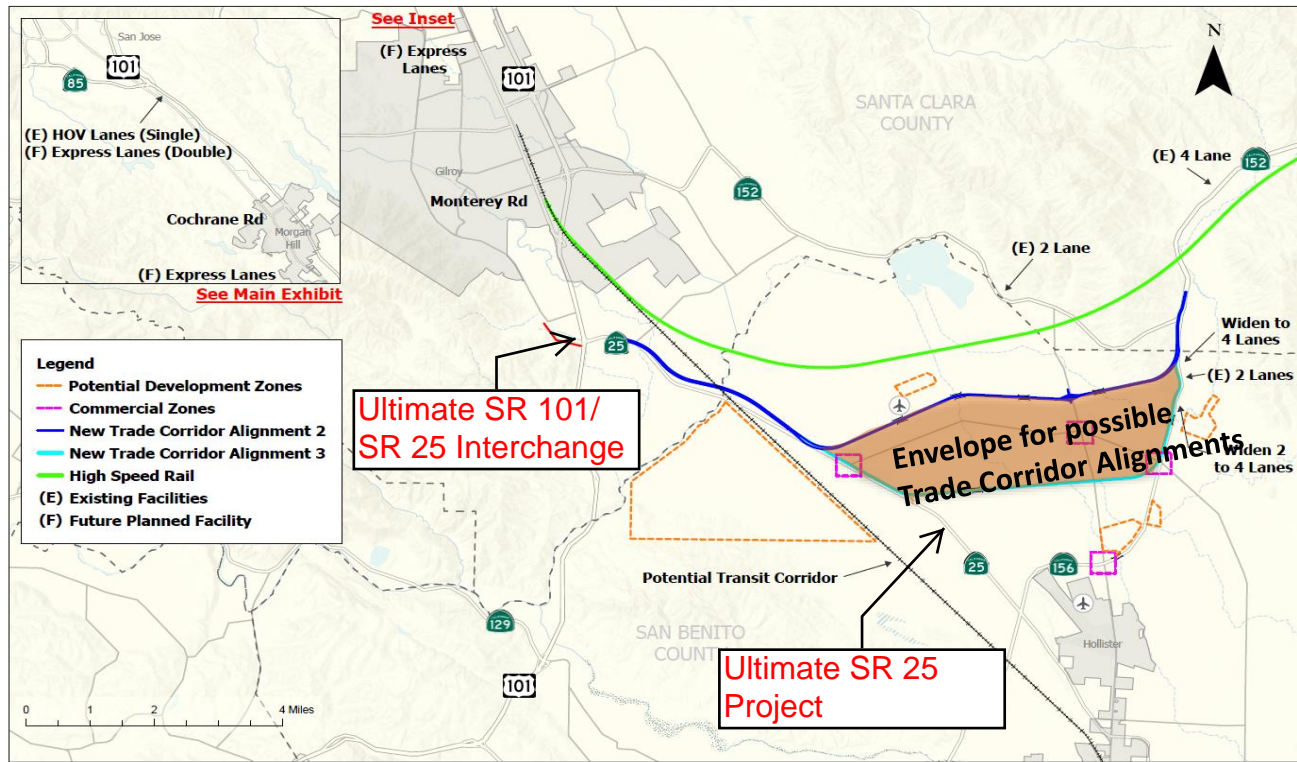 San Jose
101
85
(E) HOV Lanes (Single)
(F) Express Lanes (Double)
Cochrane Rd
Morgan
Hill
(F) Express Lanes
See Main Exhibit
See Inset
(F) Express
Lanes
101
N
SANTA CLARA
COUNTY
(E) 4 Lane
152
Gilroy
Monterey Rd
152
(E) 2 Lane
Legend
Potential Development Zones
Commercial Zones
New Trade Corridor Alignment 2
New Trade Corridor Alignment 3
High Speed Rail
(E) Existing Facilities
(F) Future Planned Facility
25
Ultimate SR 101/
SR 25 Interchange
Widen to
4 Lanes
(E) 2 Lanes
Envelope for possible
Trade Corridor Alignments
Widen 2
to 4 Lanes
Potential Transit Corridor
25
156
129
SAN BENITO
COUNTY
Hollister
Ultimate SR 25
Project
101
0 1 2 4 Miles